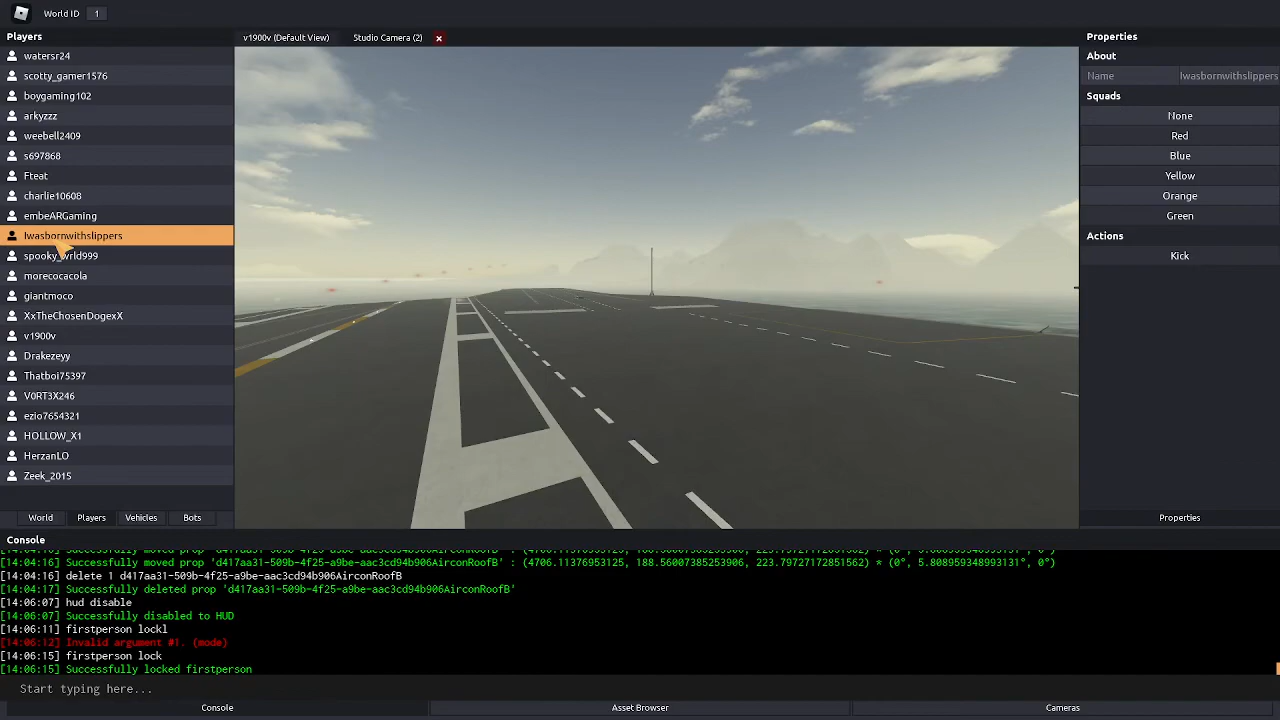 World ID 1
Players
watersr24
scotty_gamer1576
boygaming102
arkyzzz
weebell2409
s697868
Fteat
charlie10608
embeARGaming
Iwasbornwithslippers
morecocacola
giantmoco
XxTheChosenDogexX
v1900v
Drakezeyy
Thatboi75397
V0RT3X246
ezio7654321
HOLLOW_X1
HerzanLO
Zeek_2015
World Players Vehicles Bots
v1900v (Default View) Studio Camera (2) x
Properties
About
Name Iwasbornwithslippers
Squads
None
Red
Blue
Yellow
Orange
Green
Actions
Kick
Properties
Console
[14:04:16] Successfully moved prop
[14:04:16] Successfully moved prop 'd417aa31-509b-4f25-a9be-aac3cd94b906AirconRoofB' : (4706.11376953125, 188.56007385253906, 223.79727172851562) * (0°, 5.808959348993131°, 0°)
[14:04:16] delete 1 d417aa31-509b-4f25-a9be-aac3cd94b906AirconRoofB
[14:04:17] Successfully deleted prop 'd417aa31-509b-4f25-a9be-aac3cd94b906AirconRoofB'
[14:06:07] hud disable
[14:06:07] Successfully disabled to HUD
[14:06:11] firstperson lockl
[14:06:12] Invalid argument #1. (mode)
[14:06:15] firstperson lock
[14:06:15] Successfully locked firstperson
Start typing here...
Console Asset Browser Cameras